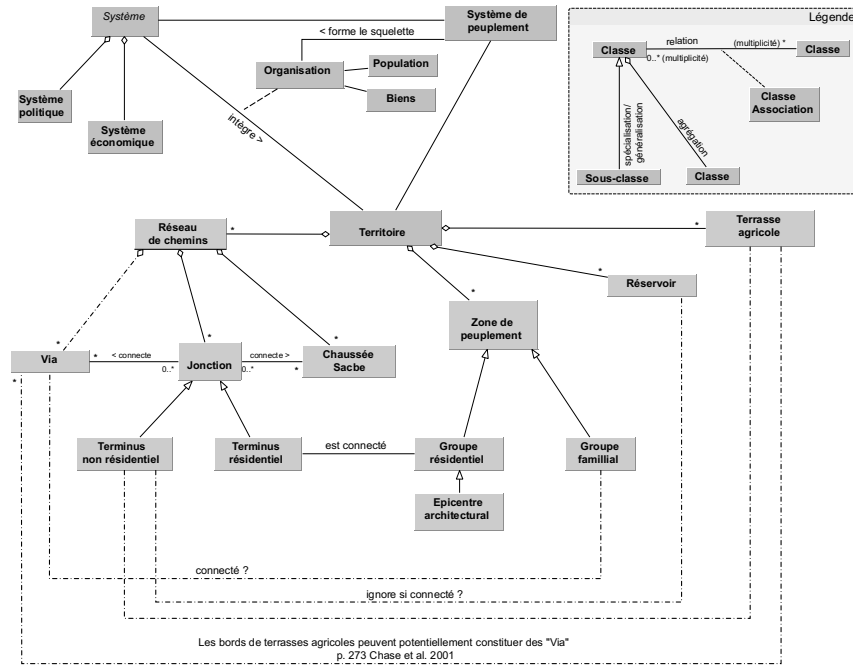 Système
Système de
peuplement
< forme le squelette
Organisation
Population
Biens
Système
politique
Système
économique
intègre >
Légende
Classe
relation
(multiplicité) *
Classe
0..* (multiplicité)
Classe
Association
spécialisation/
généralisation
agrégation
Sous-classe
Classe
Réseau
de chemins
*
Territoire
*
Terrasse
agricole
*
Réservoir
*
Zone de
peuplement
*
Via
*
< connecte
0..*
*
Jonction
connecte >
0..*
*
*
Chaussée
Sacbe
*
Terminus
non résidentiel
Terminus
résidentiel
est connecté
Groupe
résidentiel
Groupe
famillial
Epicentre
architectural
connecté ?
ignore si connecté ?
Les bords de terrasses agricoles peuvent potentiellement constituer des "Via"
p. 273 Chase et al. 2001